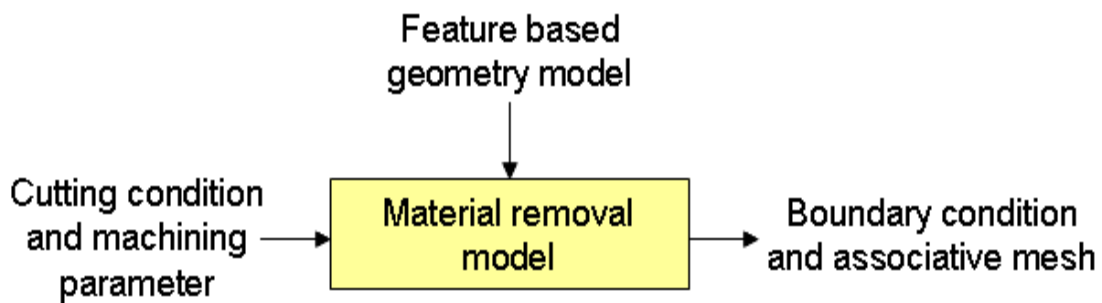 Feature based
geometry model
Cutting condition
and machining
parameter
Material removal
model
Boundary condition
and associative mesh